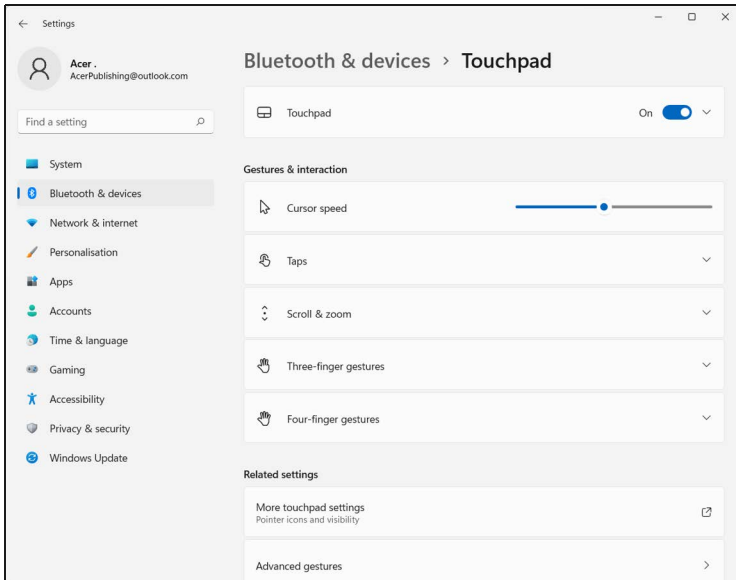 Settings
Acer .
AcerPublishing@outlook.com
Find a setting
System
Bluetooth & devices
Network & internet
Personalisation
Apps
Accounts
Time & language
Gaming
Accessibility
Privacy & security
Windows Update
Bluetooth & devices > Touchpad
Touchpad On
Gestures & interaction
Cursor speed
Taps
Scroll & zoom
Three-finger gestures
Four-finger gestures
Related settings
More touchpad settings
Pointer icons and visibility
Advanced gestures